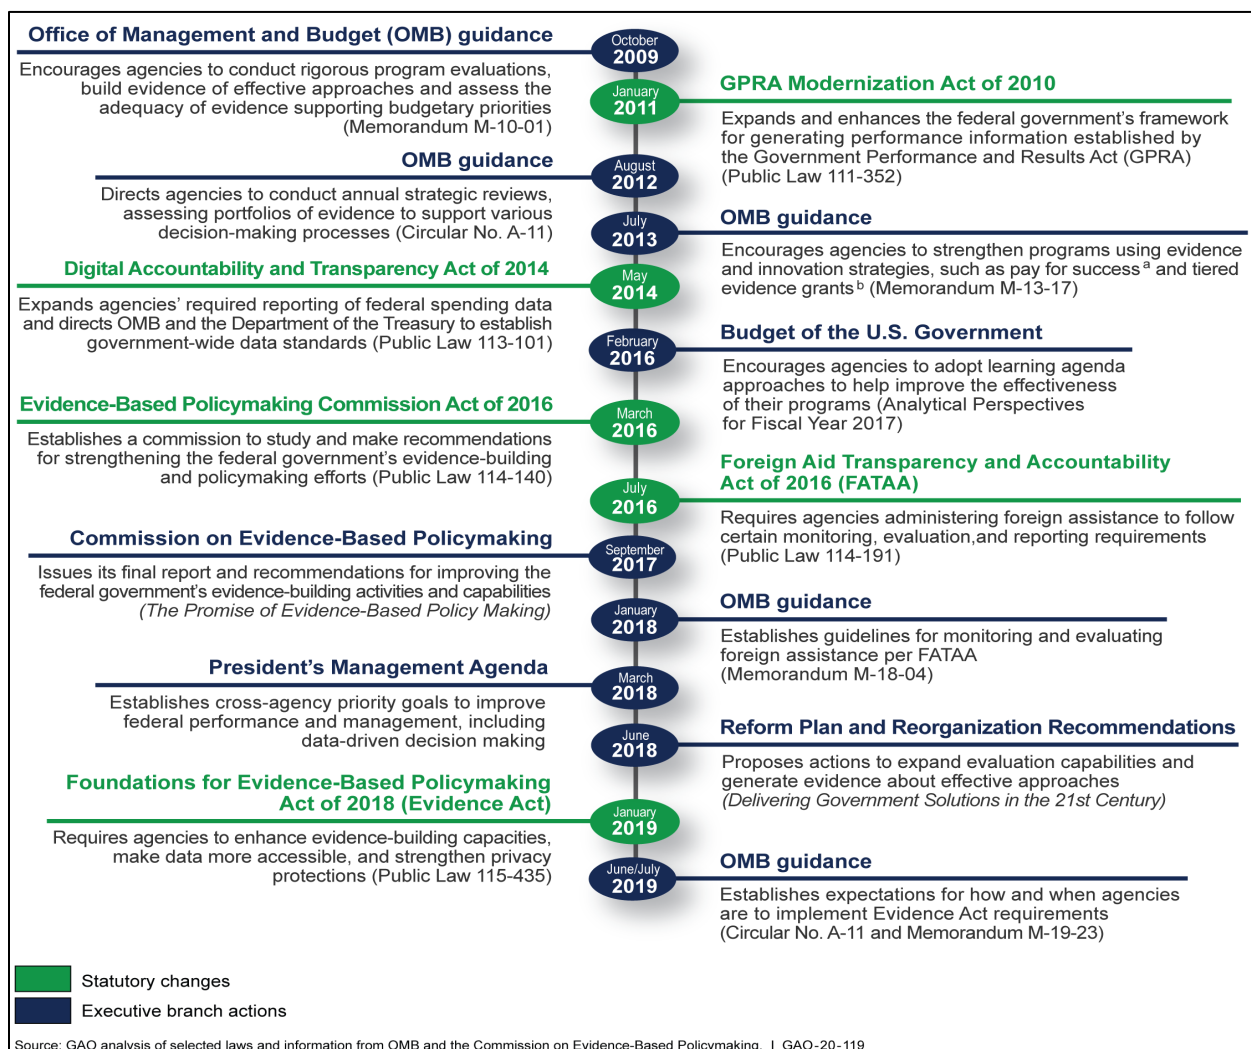 Office of Management and Budget (OMB) guidance
October
2009
Encourages agencies to conduct rigorous program evaluations,
build evidence of effective approaches and assess the
adequacy of evidence supporting budgetary priorities
(Memorandum M-10-01)
January
2011
GPRA Modernization Act of 2010
Expands and enhances the federal government's framework
for generating performance information established by
the Government Performance and Results Act (GPRA)
(Public Law 111-352)
OMB guidance
August
2012
Directs agencies to conduct annual strategic reviews,
assessing portfolios of evidence to support various
decision-making processes (Circular No. A-11)
July
2013
OMB guidance
Encourages agencies to strengthen programs using evidence
and innovation strategies, such as pay for success a and tiered
evidence grants b (Memorandum M-13-17)
Digital Accountability and Transparency Act of 2014
May
2014
Expands agencies' required reporting of federal spending data
and directs OMB and the Department of the Treasury to establish
government-wide data standards (Public Law 113-101)
February
2016
Budget of the U.S. Government
Encourages agencies to adopt learning agenda
approaches to help improve the effectiveness
of their programs (Analytical Perspectives
for Fiscal Year 2017)
Evidence-Based Policymaking Commission Act of 2016
March
2016
Establishes a commission to study and make recommendations
for strengthening the federal government's evidence-building
and policymaking efforts (Public Law 114-140)
July
2016
Foreign Aid Transparency and Accountability
Act of 2016 (FATAA)
Requires agencies administering foreign assistance to follow
certain monitoring, evaluation,and reporting requirements
(Public Law 114-191)
Commission on Evidence-Based Policymaking
September
2017
Issues its final report and recommendations for improving the
federal government's evidence-building activities and capabilities
(The Promise of Evidence-Based Policy Making)
January
2018
OMB guidance
Establishes guidelines for monitoring and evaluating
foreign assistance per FATAA
(Memorandum M-18-04)
President's Management Agenda
March
2018
Establishes cross-agency priority goals to improve
federal performance and management, including
data-driven decision making
June
2018
Reform Plan and Reorganization Recommendations
Proposes actions to expand evaluation capabilities and
generate evidence about effective approaches
(Delivering Government Solutions in the 21st Century)
Foundations for Evidence-Based Policymaking
Act of 2018 (Evidence Act)
January
2019
Requires agencies to enhance evidence-building capacities,
make data more accessible, and strengthen privacy
protections (Public Law 115-435)
June/July
2019
OMB guidance
Establishes expectations for how and when agencies
are to implement Evidence Act requirements
(Circular No. A-11 and Memorandum M-19-23)
Statutory changes
Executive branch actions
Source: GAO analysis of selected laws and information from OMB and the Commission on Evidence-Based Policymaking. | GAO-20-119